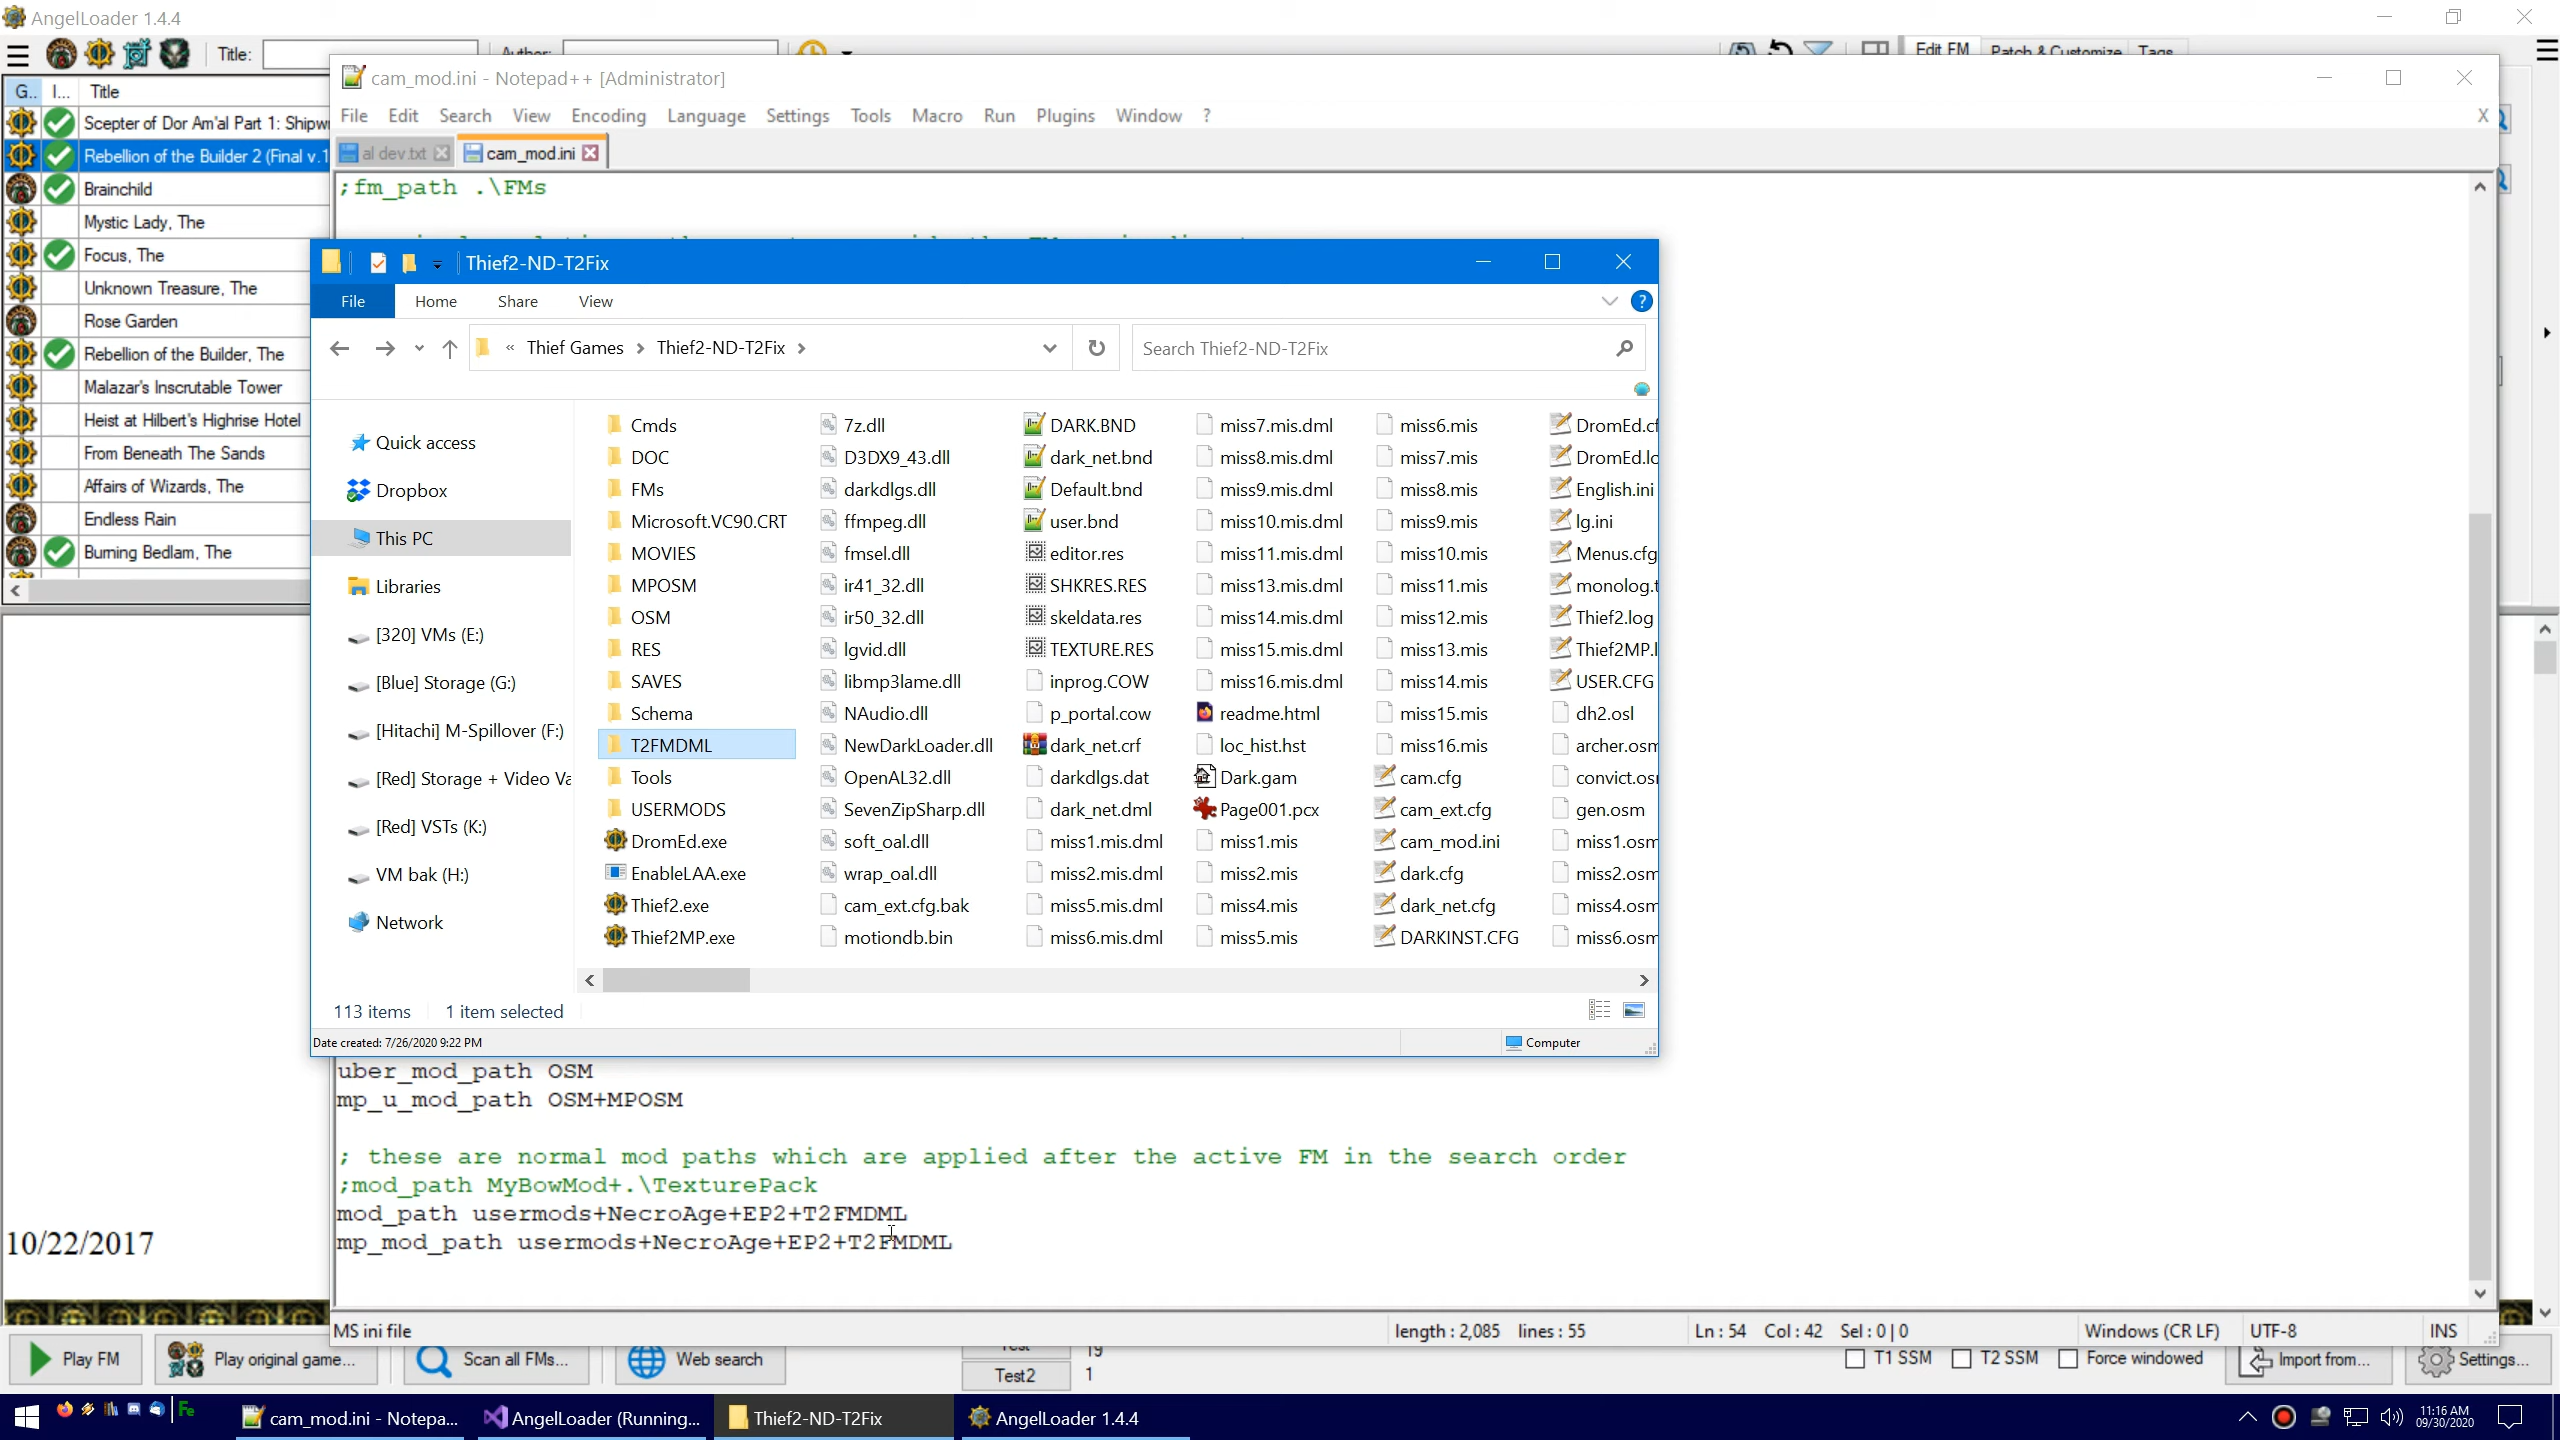 AngelLoader 1.4.4
Title:
Author:
Edit FM
Patch & Customize
Tags
G..
I...
Title
Scepter of Dor Am'al Part 1: Shipw
Rebellion of the Builder 2 (Final v.1
Brainchild
Mystic Lady, The
Focus, The
Unknown Treasure, The
Rose Garden
Rebellion of the Builder, The
Malazar's Inscrutable Tower
Heist at Hilbert's Highrise Hotel
From Beneath The Sands
Affairs of Wizards, The
Endless Rain
Burning Bedlam, The
cam_mod.ini - Notepad++ [Administrator]
File Edit Search View Encoding Language Settings Tools Macro Run Plugins Window ?
X
al dev.txt
cam_mod.ini
;fm_path .\FMs
Thief2-ND-T2Fix
File Home Share View
« Thief Games > Thief2-ND-T2Fix >
Search Thief2-ND-T2Fix
Quick access
Dropbox
This PC
Libraries
[320] VMs (E:)
[Blue] Storage (G:)
[Hitachi] M-Spillover (F:)
[Red] Storage + Video Va
[Red] VSTs (K:)
VM bak (H:)
Network
Cmds
DOC
FMs
Microsoft.VC90.CRT
MOVIES
MPOSM
OSM
RES
SAVES
Schema
T2FMDML
Tools
USERMODS
DromEd.exe
EnableLAA.exe
Thief2.exe
Thief2MP.exe
7z.dll
D3DX9_43.dll
darkdlgs.dll
ffmpeg.dll
fmsel.dll
ir41_32.dll
ir50_32.dll
lgvid.dll
libmp3lame.dll
NAudio.dll
NewDarkLoader.dll
OpenAL32.dll
SevenZipSharp.dll
soft_oal.dll
wrap_oal.dll
cam_ext.cfg.bak
motiondb.bin
DARK.BND
dark_net.bnd
Default.bnd
user.bnd
editor.res
SHKRES.RES
skeldata.res
TEXTURE.RES
inprog.COW
p_portal.cow
dark_net.crf
darkdlgs.dat
dark_net.dml
miss1.mis.dml
miss2.mis.dml
miss5.mis.dml
miss6.mis.dml
miss7.mis.dml
miss8.mis.dml
miss9.mis.dml
miss10.mis.dml
miss11.mis.dml
miss13.mis.dml
miss14.mis.dml
miss15.mis.dml
miss16.mis.dml
readme.html
loc_hist.hst
Dark.gam
Page001.pcx
miss1.mis
miss2.mis
miss4.mis
miss5.mis
miss6.mis
miss7.mis
miss8.mis
miss9.mis
miss10.mis
miss11.mis
miss12.mis
miss13.mis
miss14.mis
miss15.mis
miss16.mis
cam.cfg
cam_ext.cfg
cam_mod.ini
dark.cfg
dark_net.cfg
DARKINST.CFG
DromEd.cf
DromEd.lo
English.ini
lg.ini
Menus.cfg
monolog.t
Thief2.log
Thief2MP.l
USER.CFG
dh2.osl
archer.osm
convict.osm
gen.osm
miss1.osm
miss2.osm
miss4.osm
miss6.osm
113 items 1 item selected
Date created: 7/26/2020 9:22 PM
Computer
uber_mod_path OSM
mp_u_mod_path OSM+MPOSM
; these are normal mod paths which are applied after the active FM in the search order
;mod_path MyBowMod+.\TexturePack
mod_path usermods+NecroAge+EP2+T2FMDML
mp_mod_path usermods+NecroAge+EP2+T2FMDML
10/22/2017
MS ini file
length : 2,085 lines : 55
Ln : 54 Col : 42 Sel : 0 | 0
Windows (CR LF)
UTF-8
INS
Play FM
Play original game...
Scan all FMs...
Web search
Test
19
Test2
1
T1 SSM
T2 SSM
Force windowed
Import from...
Settings...
cam_mod.ini - Notepa...
AngelLoader (Running...
Thief2-ND-T2Fix
AngelLoader 1.4.4
11:16 AM
09/30/2020